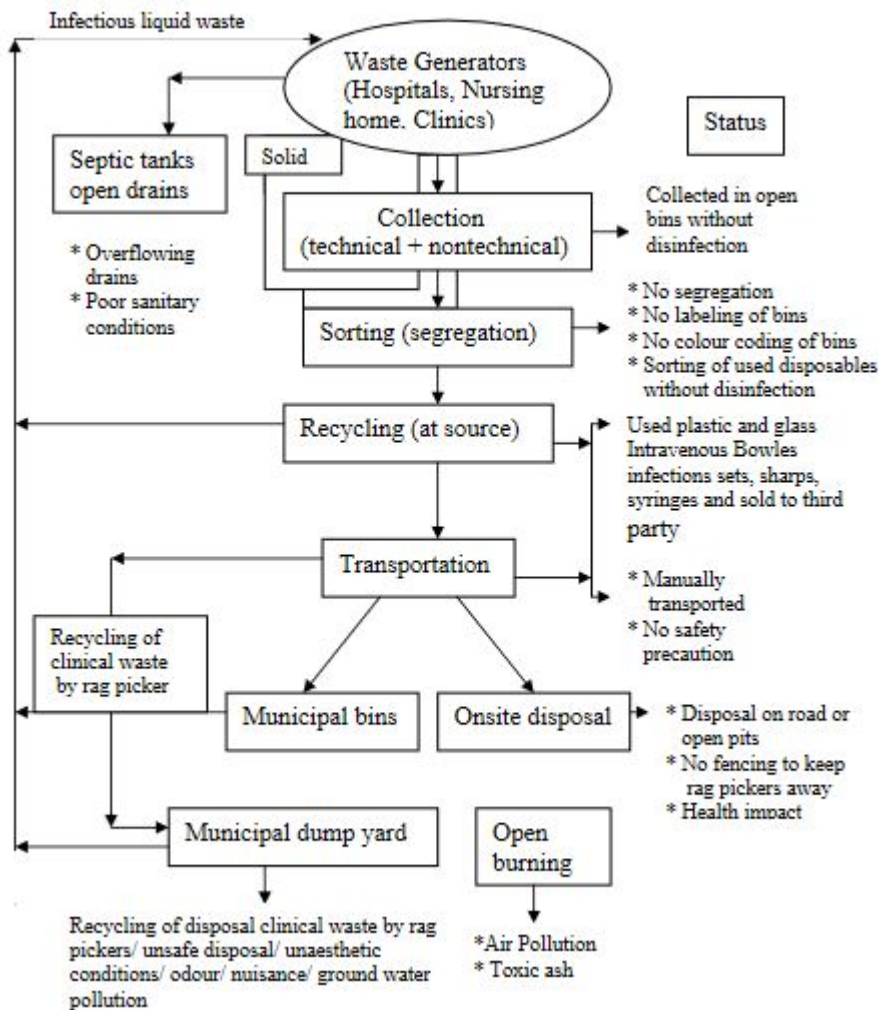 Infectious liquid waste
Waste Generators
(Hospitals, Nursing
home, Clinics)
Status
Septic tanks
open drains
Solid
Collection
(technical + nontechnical)
Collected in open
bins without
disinfection
* Overflowing
drains
* Poor sanitary
conditions
Sorting (segregation)
* No segregation
* No labeling of bins
* No colour coding of bins
* Sorting of used disposables
without disinfection
Recycling (at source)
Used plastic and glass
Intravenous Bowles
infections sets, sharps,
syringes and sold to third
party
Transportation
* Manually
transported
* No safety
precaution
Recycling of
clinical waste
by rag picker
Municipal bins
Onsite disposal
* Disposal on road or
open pits
* No fencing to keep
rag pickers away
* Health impact
Municipal dump yard
Open
burning
Recycling of disposal clinical waste by rag
pickers/ unsafe disposal/ unaesthetic
conditions/ odour/ nuisance/ ground water
pollution
*Air Pollution
* Toxic ash